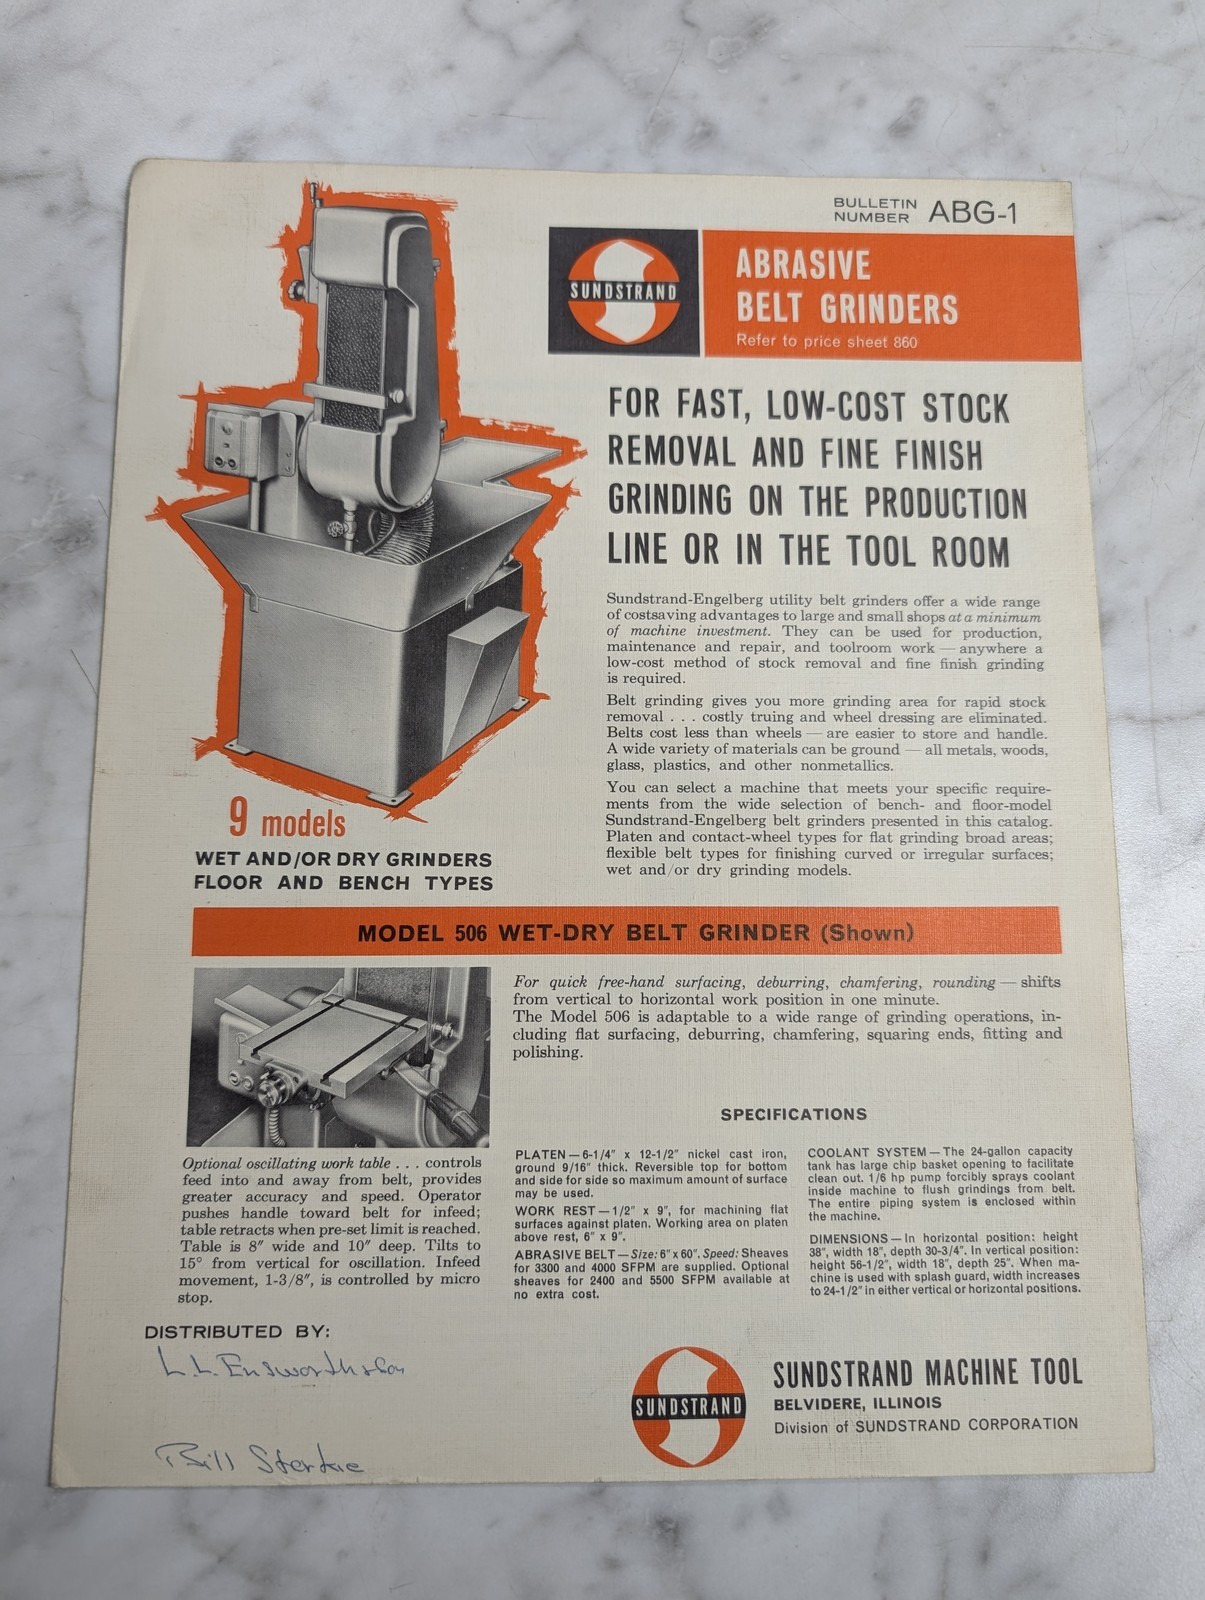 BULLETIN
NUMBER ABG-1
SUNDSTRAND
ABRASIVE
BELT GRINDERS
Refer to price sheet 860
FOR FAST, LOW-COST STOCK
REMOVAL AND FINE FINISH
GRINDING ON THE PRODUCTION
LINE OR IN THE TOOL ROOM
Sundstrand-Engelberg utility belt grinders offer a wide range
of costsaving advantages to large and small shops at a minimum
of machine investment. They can be used for production,
maintenance and repair, and toolroom work — anywhere a
low-cost method of stock removal and fine finish grinding
is required.
Belt grinding gives you more grinding area for rapid stock
removal . . . costly truing and wheel dressing are eliminated.
Belts cost less than wheels — are easier to store and handle.
A wide variety of materials can be ground — all metals, woods,
glass, plastics, and other nonmetallics.
You can select a machine that meets your specific require-
ments from the wide selection of bench- and floor-model
Sundstrand-Engelberg belt grinders presented in this catalog.
Platen and contact-wheel types for flat grinding broad areas;
flexible belt types for finishing curved or irregular surfaces;
wet and/or dry grinding models.
9 models
WET AND/OR DRY GRINDERS
FLOOR AND BENCH TYPES
MODEL 506 WET-DRY BELT GRINDER (Shown)
For quick free-hand surfacing, deburring, chamfering, rounding — shifts
from vertical to horizontal work position in one minute.
The Model 506 is adaptable to a wide range of grinding operations, in-
cluding flat surfacing, deburring, chamfering, squaring ends, fitting and
polishing.
Optional oscillating work table . . . controls
feed into and away from belt, provides
greater accuracy and speed. Operator
pushes handle toward belt for infeed;
table retracts when pre-set limit is reached.
Table is 8" wide and 10" deep. Tilts to
15° from vertical for oscillation. Infeed
movement, 1-3/8", is controlled by micro
stop.
SPECIFICATIONS
PLATEN — 6-1/4" x 12-1/2" nickel cast iron,
ground 9/16" thick. Reversible top for bottom
and side for side so maximum amount of surface
may be used.
WORK REST — 1/2" x 9", for machining flat
surfaces against platen. Working area on platen
above rest, 6" x 9".
ABRASIVE BELT — Size: 6" x 60". Speed: Sheaves
for 3300 and 4000 SFPM are supplied. Optional
sheaves for 2400 and 5500 SFPM available at
no extra cost.
COOLANT SYSTEM — The 24-gallon capacity
tank has large chip basket opening to facilitate
clean out. 1/6 hp pump forcibly sprays coolant
inside machine to flush grindings from belt.
The entire piping system is enclosed within
the machine.
DIMENSIONS — In horizontal position: height
38", width 18", depth 30-3/4". In vertical position:
height 56-1/2", width 18", depth 25". When ma-
chine is used with splash guard, width increases
to 24-1/2" in either vertical or horizontal positions.
DISTRIBUTED BY:
L.L. Ensworth & Son
Bill
SUNDSTRAND
SUNDSTRAND MACHINE TOOL
BELVIDERE, ILLINOIS
Division of SUNDSTRAND CORPORATION